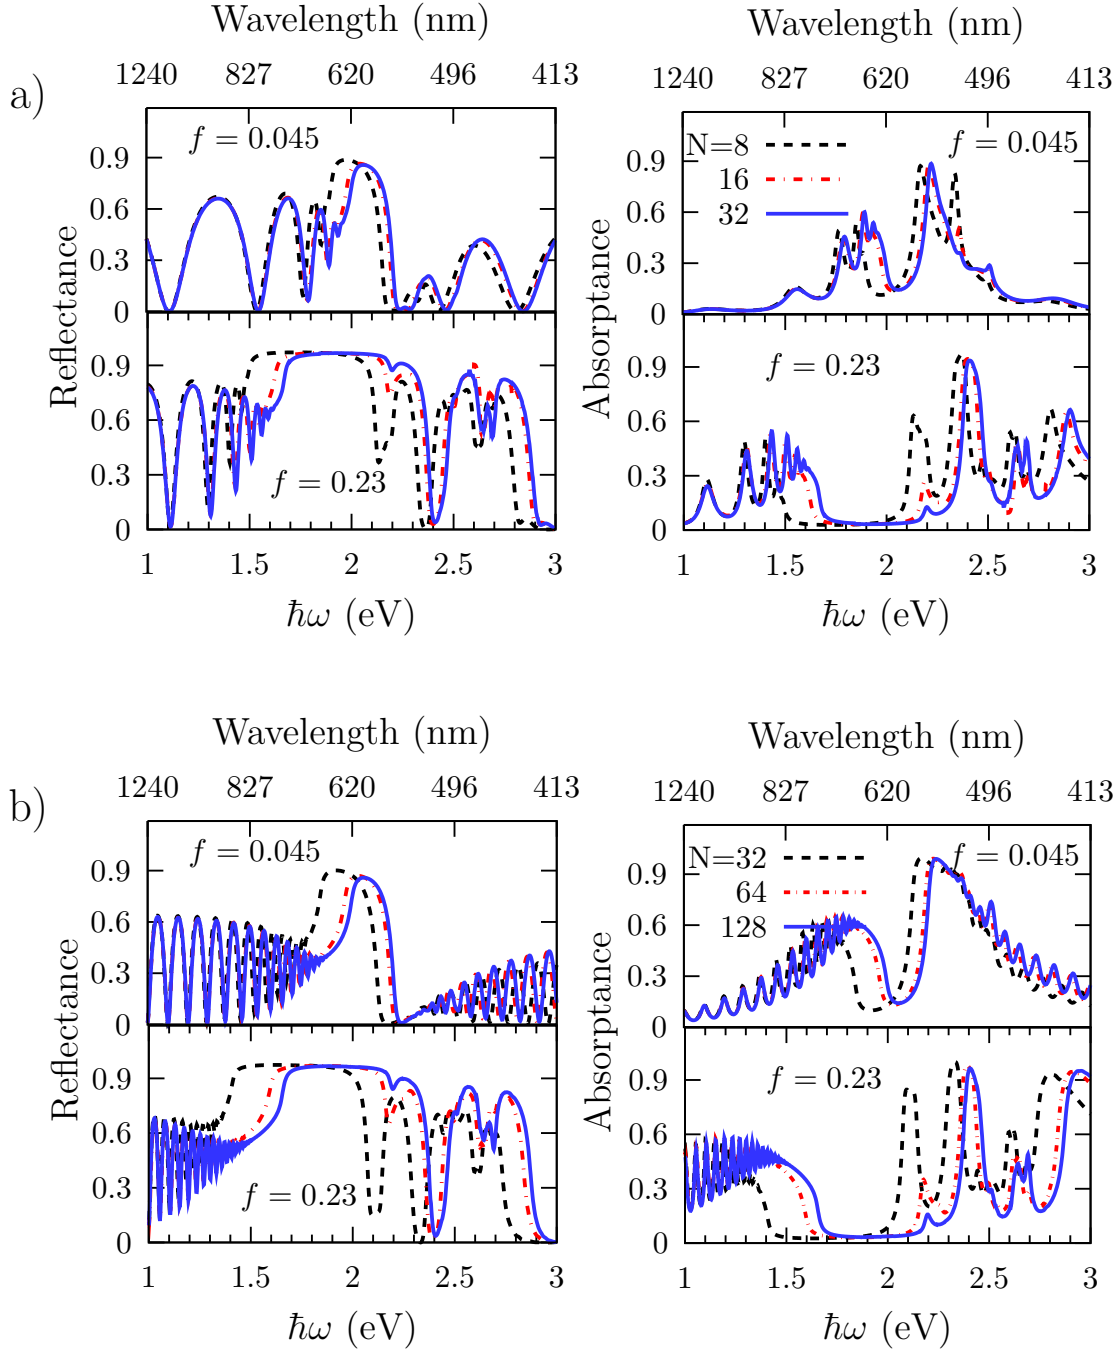 a)
Wavelength (nm)
1240 827 620 496 413
Reflectance
0.9
0.6
0.3
0
f = 0.045
0.9
0.6
0.3
0
f = 0.23
1 1.5 2 2.5 3
ℏω (eV)
Wavelength (nm)
1240 827 620 496 413
Absorptance
0.9
0.6
0.3
0
N=8
16
32
f = 0.045
0.9
0.6
0.3
0
f = 0.23
1 1.5 2 2.5 3
ℏω (eV)
b)
Wavelength (nm)
1240 827 620 496 413
Reflectance
0.9
0.6
0.3
0
f = 0.045
0.9
0.6
0.3
0
f = 0.23
1 1.5 2 2.5 3
ℏω (eV)
Wavelength (nm)
1240 827 620 496 413
Absorptance
0.9
0.6
0.3
0
N=32
64
128
f = 0.045
0.9
0.6
0.3
0
f = 0.23
1 1.5 2 2.5 3
ℏω (eV)